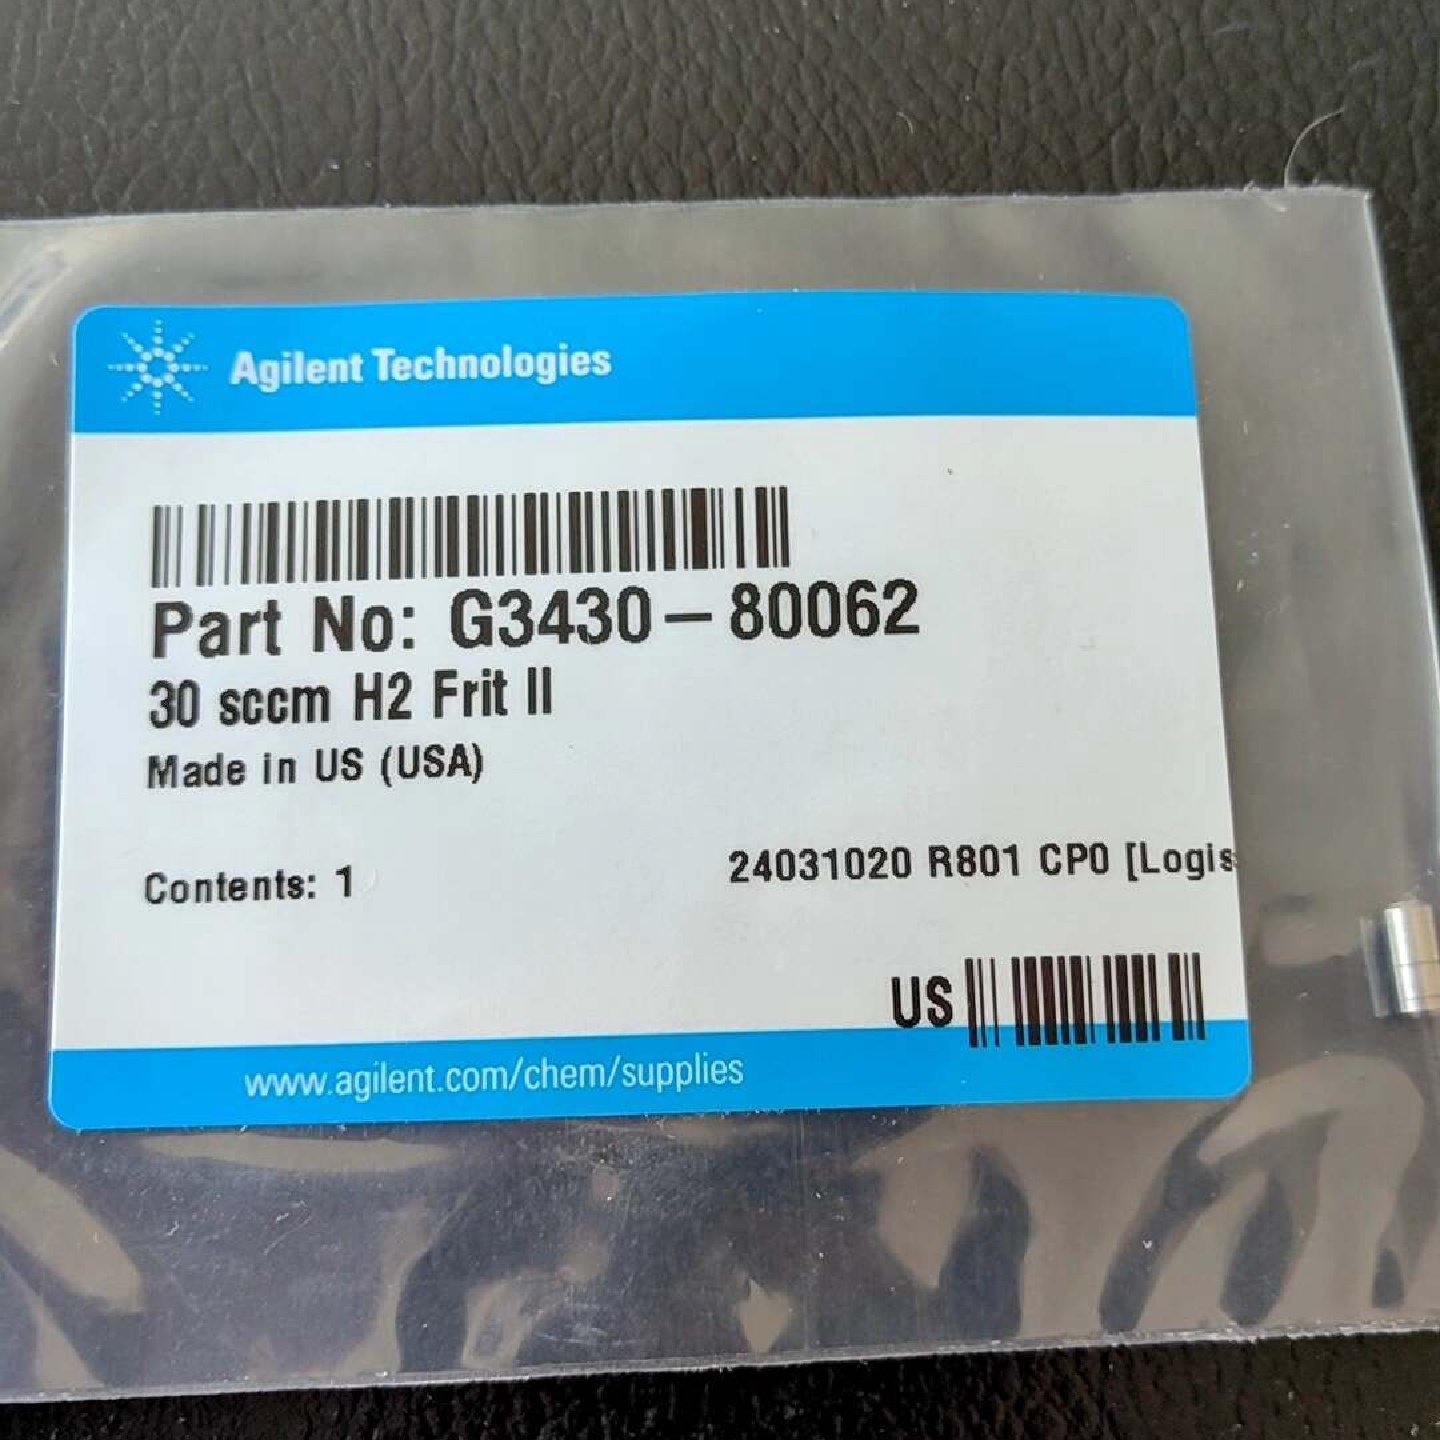 Agilent Technologies
Part No: G3430-80062
30 sccm H2 Frit II
Made in US (USA)
Contents: 1
24031020 R801 CP0 [Logis
US
www.agilent.com/chem/supplies